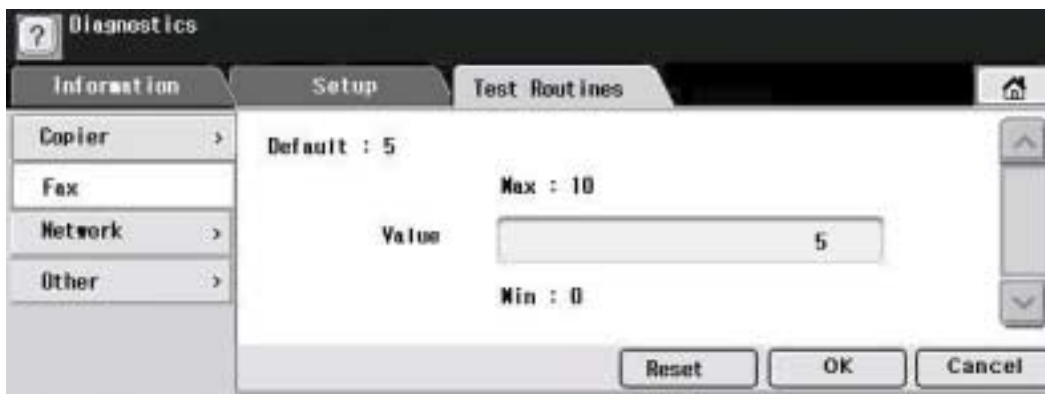 ? Diagnostics
Information Setup Test Routines
Copier >
Fax
Network >
Other >
Default : 5
Max : 10
Value 5
Min : 0
Reset OK Cancel